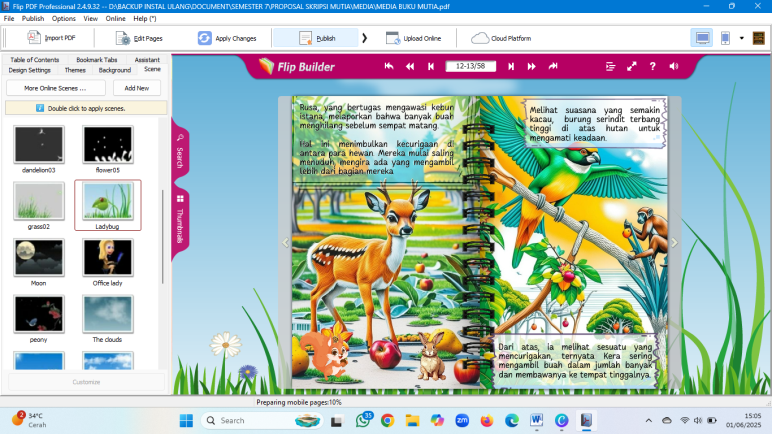 Flip PDF Professional 2.4.9.32 -- D:\BACKUP INSTAL ULANG\DOCUMENT\SEMESTER 7\PROPOSAL SKRIPSI MUTIA\MEDIA\MEDIA BUKU MUTIA.pdf
File Publish Options View Online Help (*)
Import PDF Edit Pages Apply Changes Publish Upload Online Cloud Platform
Table of Contents Bookmark Tabs Assistant
Design Settings Themes Background Scene
More Online Scenes ... Add New
Double click to apply scenes.
dandelion03 flower05
grass02 Ladybug
Moon Office lady
peony The clouds
Customize
Flip Builder
12-13/58
Search
Thumbnails
Rusa, yang bertugas mengawasi kebun
istana, melaporkan bahwa banyak buah
menghilang sebelum sempat matang.
Hal ini menimbulkan kecurigaan di
antara para hewan. Mereka mulai saling
menuduh, mengira ada yang mengambil
lebih dari bagian mereka
Melihat suasana yang semakin
kacau, burung serindit terbang
tinggi di atas hutan untuk
mengamati keadaan.
Dari atas, ia melihat sesuatu yang
mencurigakan, ternyata Kera sering
mengambil buah dalam jumlah banyak
dan membawanya ke tempat tinggalnya.
Preparing mobile pages:10%
2
34°C
Cerah
Search
35
15:05
01/06/2025